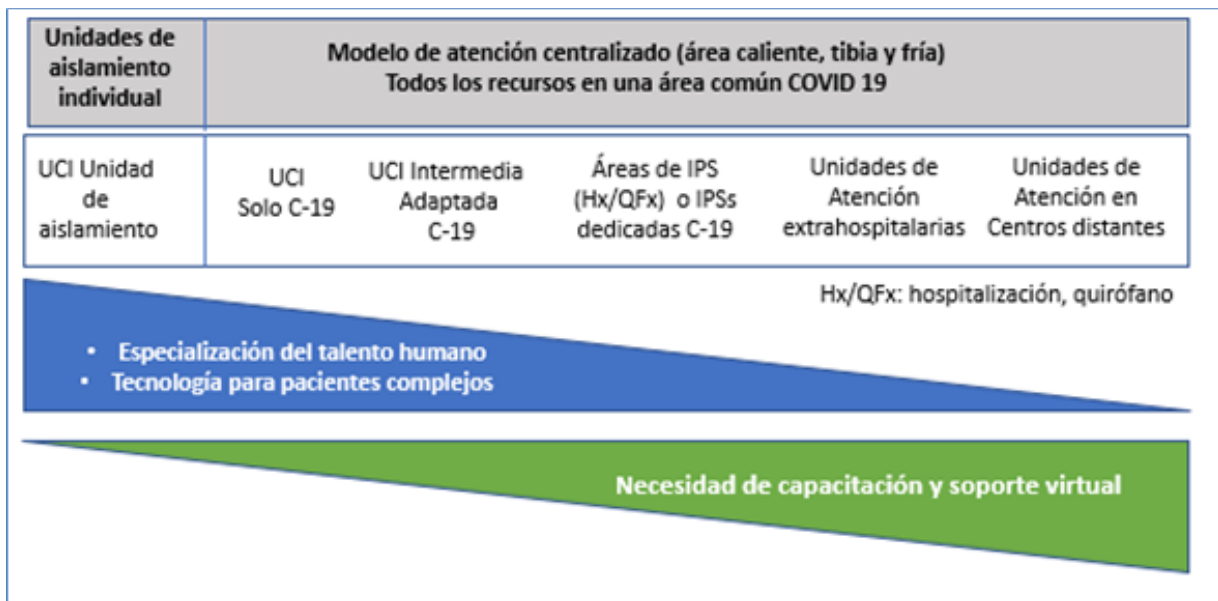 Unidades de
aislamiento
individual
Modelo de atención centralizado (área caliente, tibia y fría)
Todos los recursos en una área común COVID 19
UCI Unidad
de
aislamiento
UCI
Solo C-19
UCI Intermedia
Adaptada
C-19
Áreas de IPS
(Hx/QFx) o IPSs
dedicadas C-19
Unidades de
Atención
extrahospitalarias
Unidades de
Atención en
Centros distantes
Hx/QFx: hospitalización, quirófano
• Especialización del talento humano
• Tecnología para pacientes complejos
Necesidad de capacitación y soporte virtual